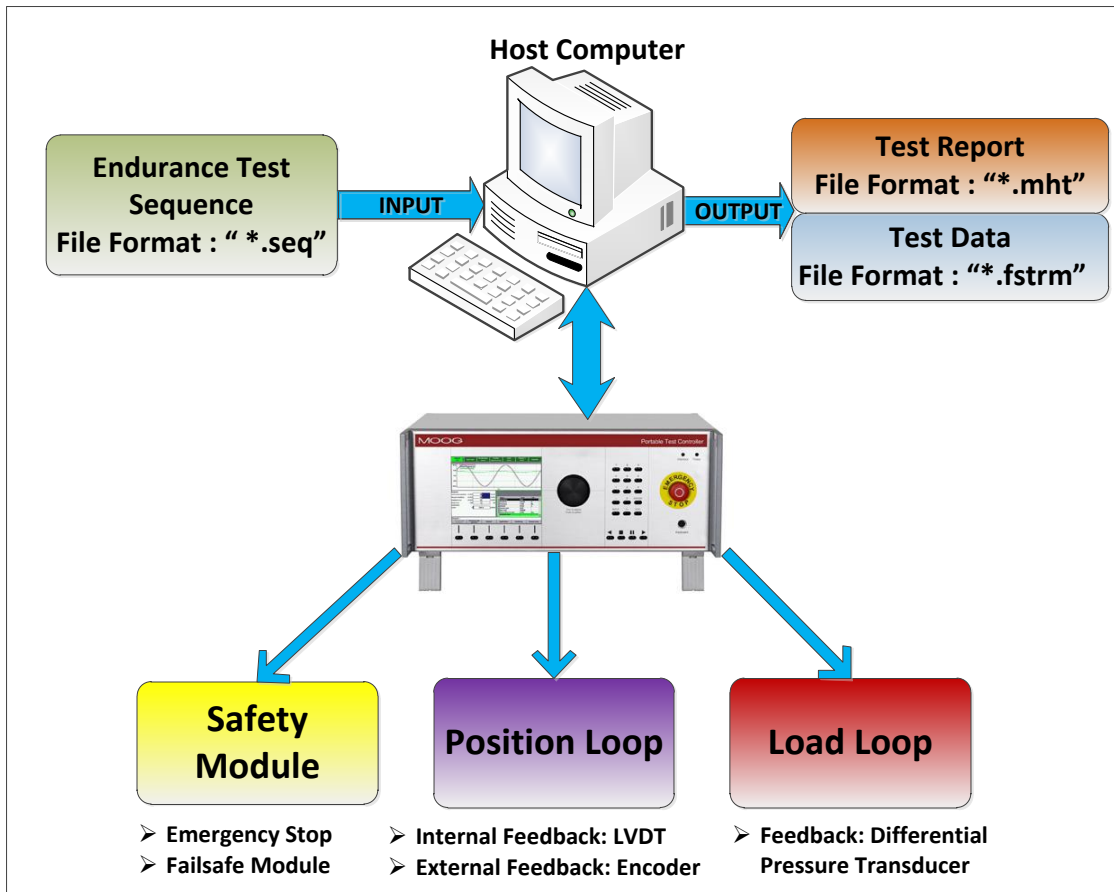 Host Computer
Endurance Test
Sequence
File Format : “ *.seq”
INPUT
OUTPUT
Test Report
File Format : “*.mht”
Test Data
File Format : “*.fstrm”
MOOG
Portable Test Controller
EMERGENCY
STOP
Safety
Module
Position Loop
Load Loop
➢ Emergency Stop
➢ Failsafe Module
➢ Internal Feedback: LVDT
➢ External Feedback: Encoder
➢ Feedback: Differential
Pressure Transducer